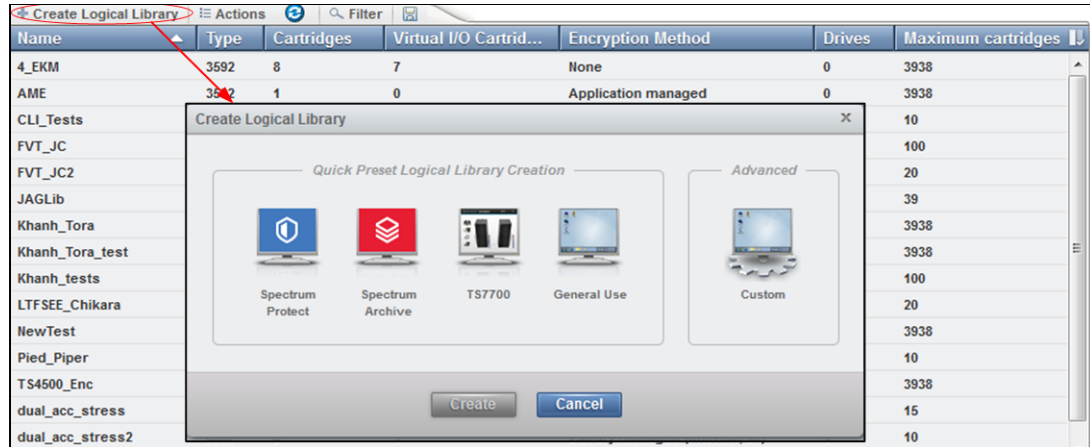 Create Logical Library Actions Filter
Name Type Cartridges Virtual I/O Cartrid... Encryption Method Drives Maximum cartridges
4_EKM 3592 8 7 None 0 3938
AME 1 0 Application managed 0 3938
CLI_Tests 10
FVT_JC 100
FVT_JC2 20
JAGLib 39
Khanh_Tora 3938
Khanh_Tora_test 3938
Khanh_tests 100
LTFSEE_Chikara 20
NewTest 3938
Pied_Piper 10
TS4500_Enc 3938
dual_acc_stress 15
dual_acc_stress2 10
Create Logical Library x
Quick Preset Logical Library Creation Advanced
Spectrum Protect
Spectrum Archive
TS7700
General Use
Custom
Create Cancel